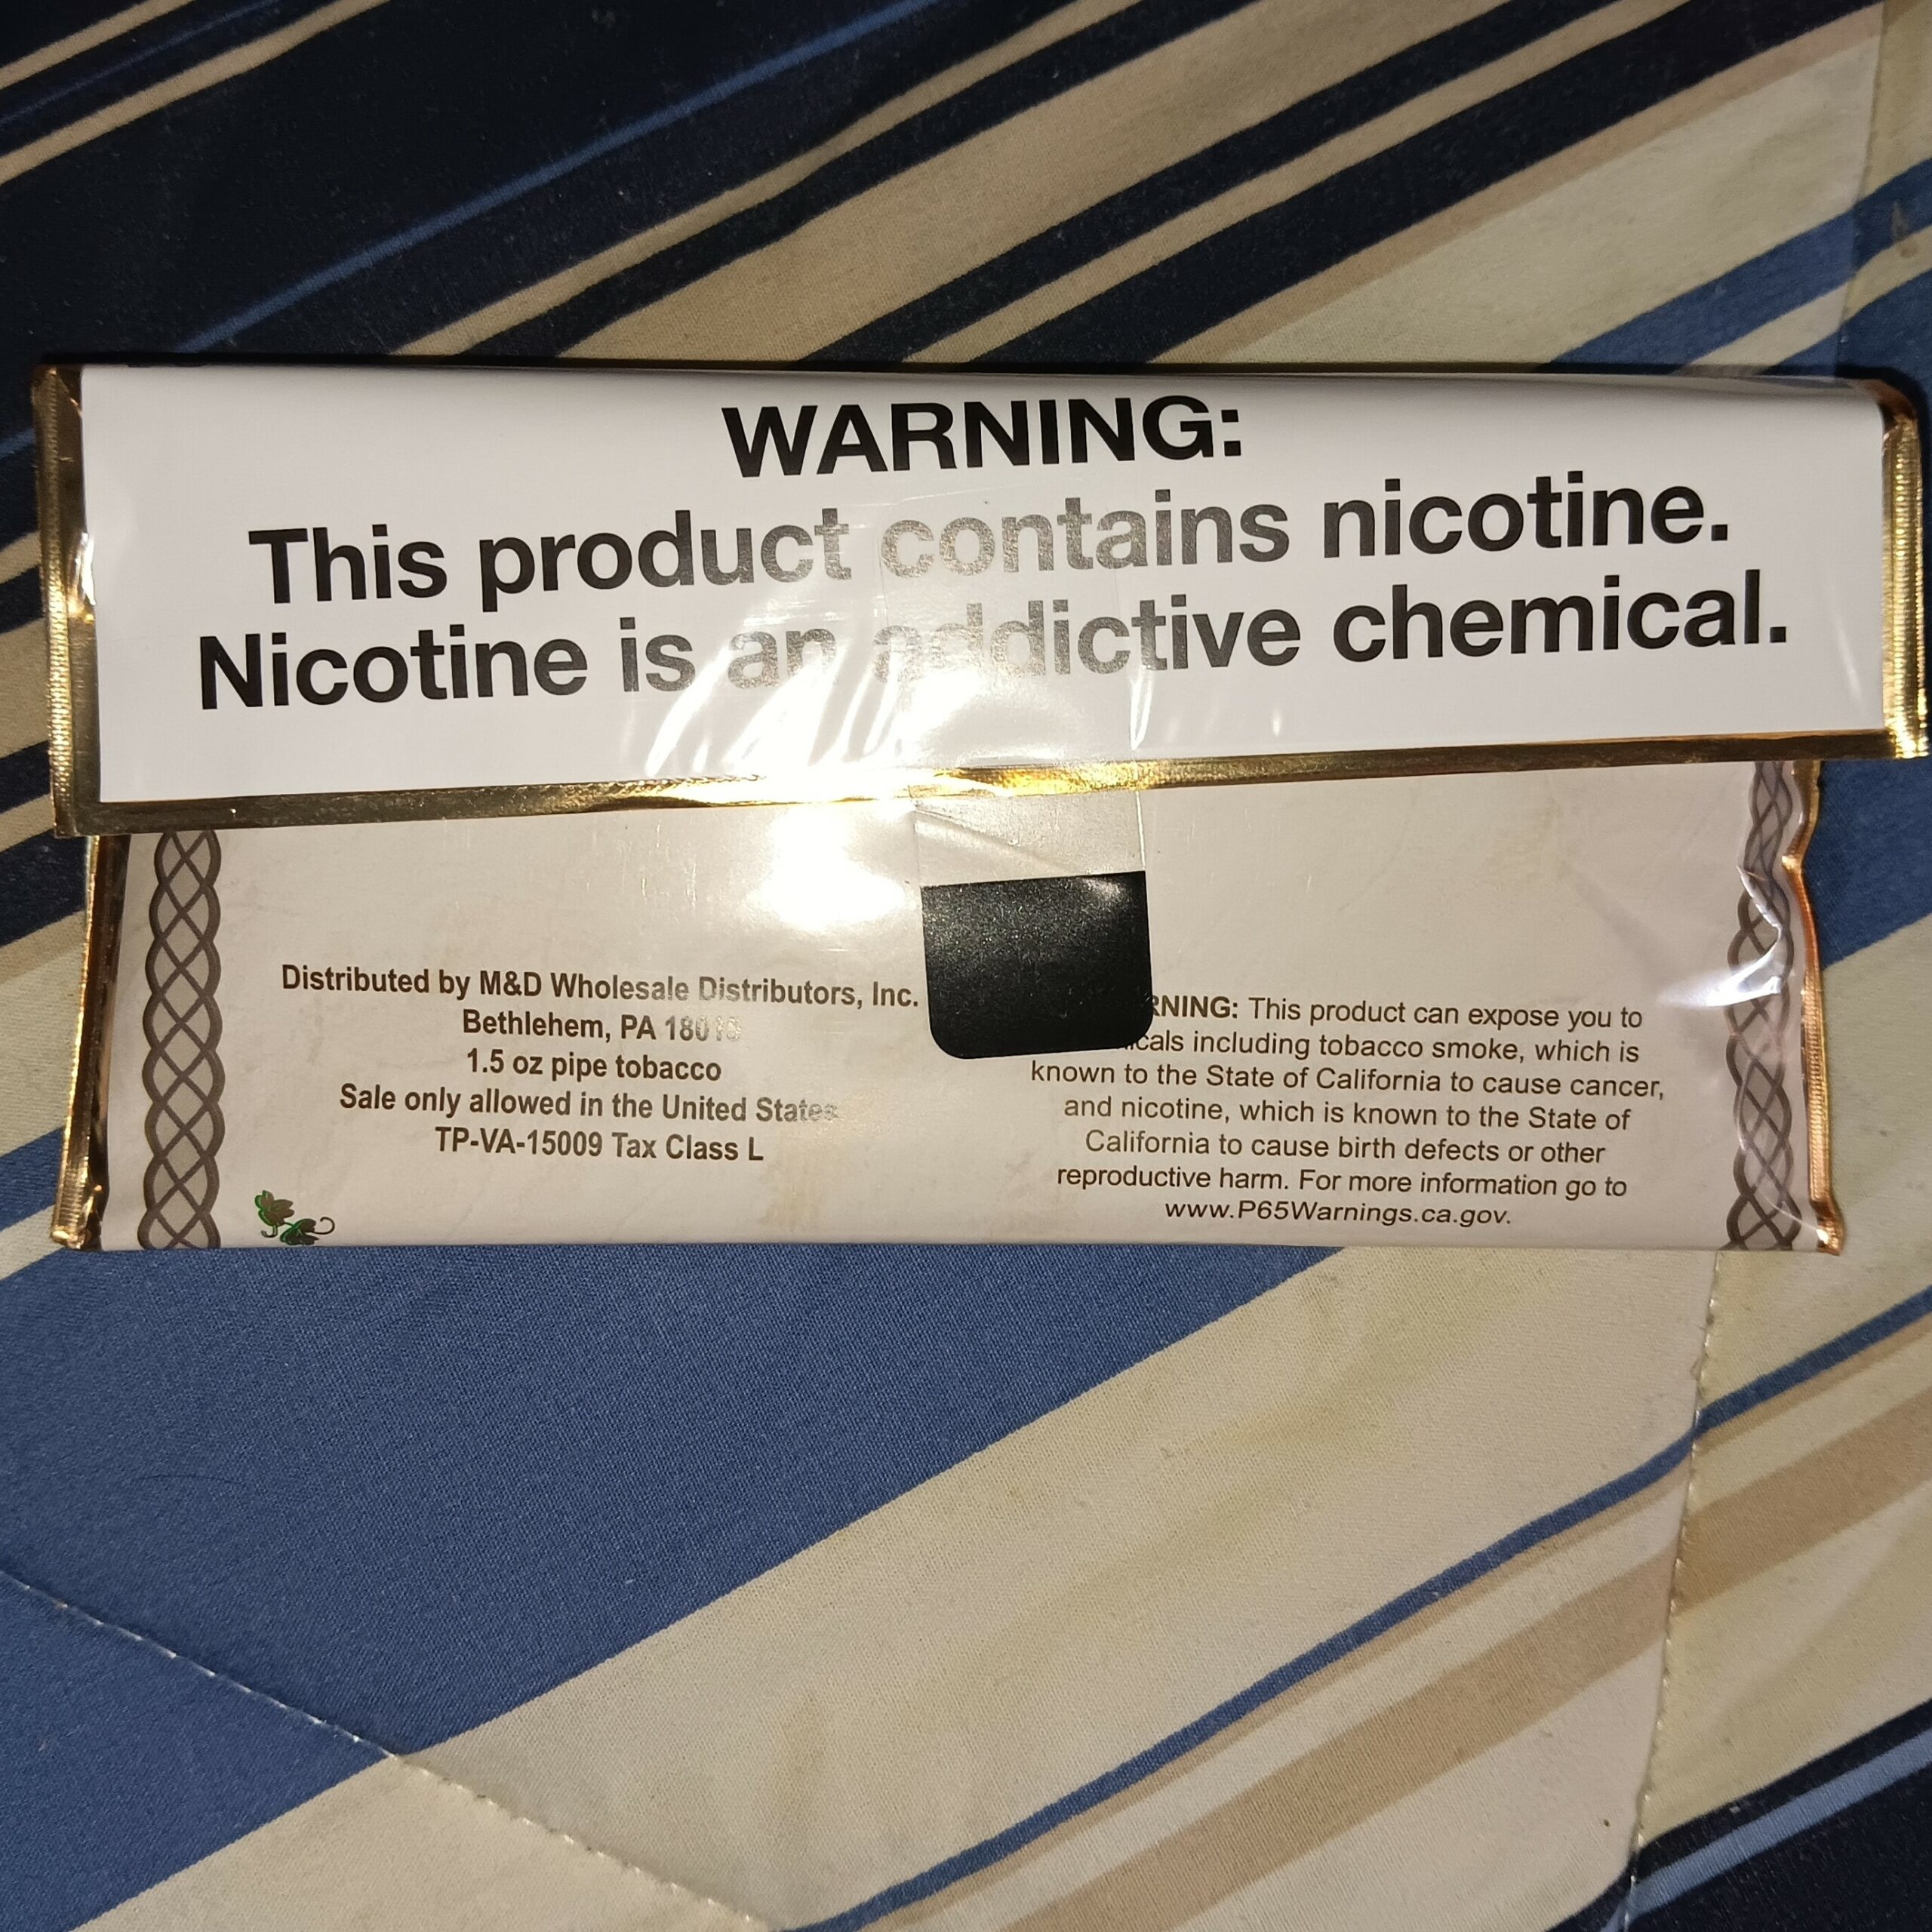 WARNING:
This product contains nicotine.
Nicotine is an addictive chemical.
Distributed by M&D Wholesale Distributors, Inc.
Bethlehem, PA
1.5 oz pipe tobacco
Sale only allowed in the United States
TP-VA-15009 Tax Class L
RNING: This product can expose you to
icals including tobacco smoke, which is
known to the State of California to cause cancer,
and nicotine, which is known to the State of
California to cause birth defects or other
reproductive harm. For more information go to
www.P65Warnings.ca.gov.